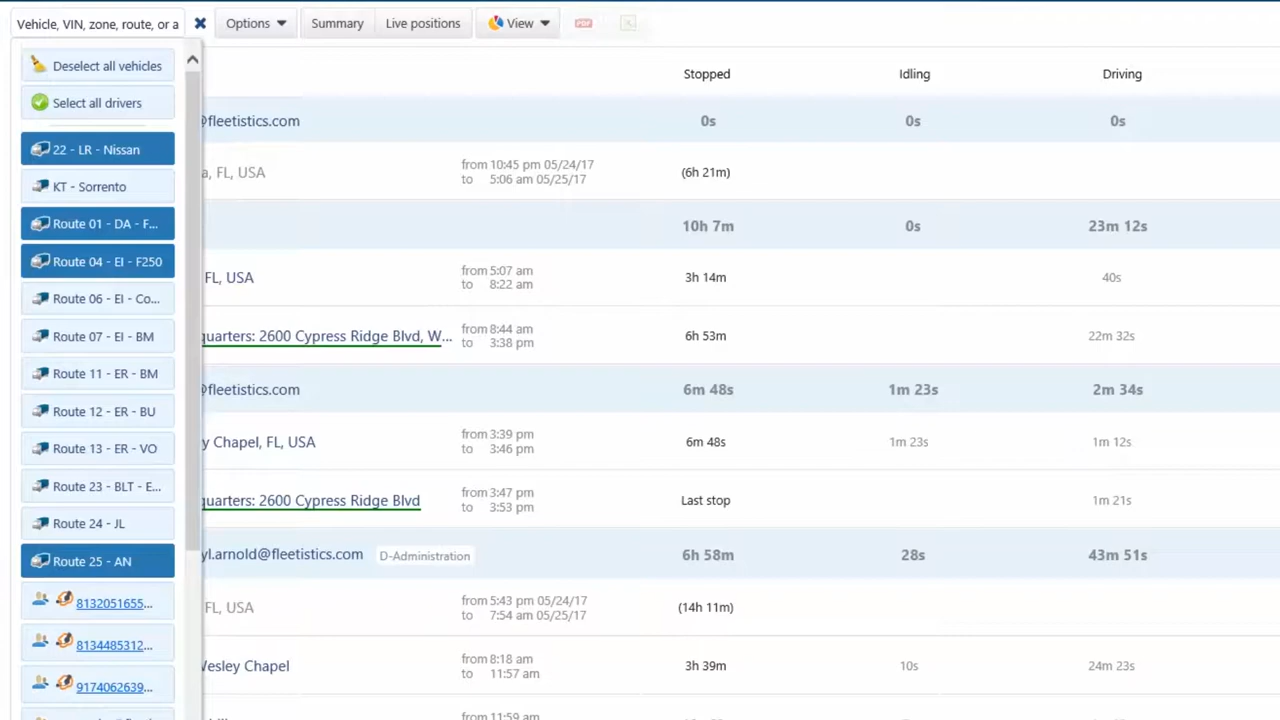 Vehicle, VIN, zone, route, or a
Options
Summary
Live positions
View
PDF
Deselect all vehicles
Select all drivers
22 - LR - Nissan
KT - Sorrento
Route 01 - DA - F...
Route 04 - EI - F250
Route 06 - EI - Co...
Route 07 - EI - BM
Route 11 - ER - BM
Route 12 - ER - BU
Route 13 - ER - VO
Route 23 - BLT - E...
Route 24 - JL
Route 25 - AN
8132051655...
8134485312...
9174062639...
Stopped Idling Driving
@fleetistics.com 0s 0s 0s
a, FL, USA from 10:45 pm 05/24/17 (6h 21m)
to 5:06 am 05/25/17
10h 7m 0s 23m 12s
FL, USA from 5:07 am 3h 14m 40s
to 8:22 am
quarters: 2600 Cypress Ridge Blvd, W... from 8:44 am 6h 53m 22m 32s
to 3:38 pm
@fleetistics.com 6m 48s 1m 23s 2m 34s
y Chapel, FL, USA from 3:39 pm 6m 48s 1m 23s 1m 12s
to 3:46 pm
quarters: 2600 Cypress Ridge Blvd from 3:47 pm Last stop 1m 21s
to 3:53 pm
yl.arnold@fleetistics.com D-Administration 6h 58m 28s 43m 51s
FL, USA from 5:43 pm 05/24/17 (14h 11m)
to 7:54 am 05/25/17
Wesley Chapel from 8:18 am 3h 39m 10s 24m 23s
to 11:57 am
from 11:59 am